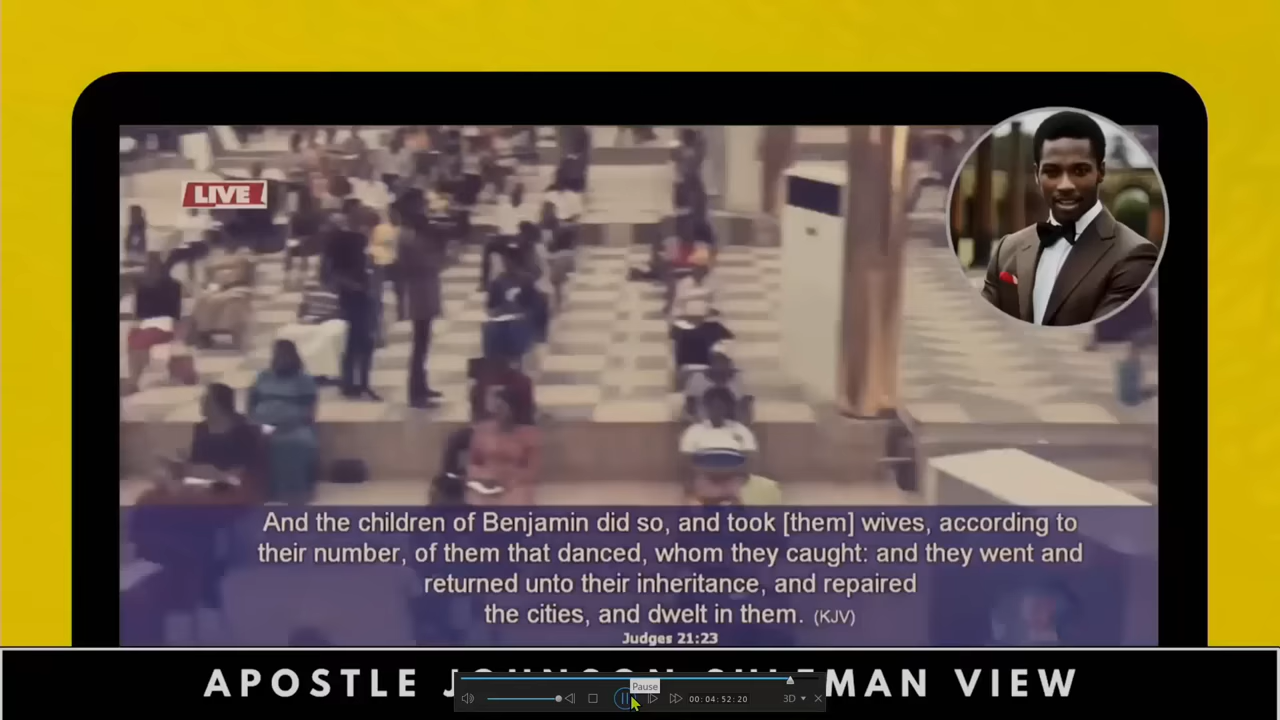 LIVE
And the children of Benjamin did so, and took [them] wives, according to
their number, of them that danced, whom they caught: and they went and
returned unto their inheritance, and repaired
the cities, and dwelt in them. (KJV)
Judges 21:23
APOSTLE JOHNSON SULEMAN VIEW
Pause
00:04:52:20
3D